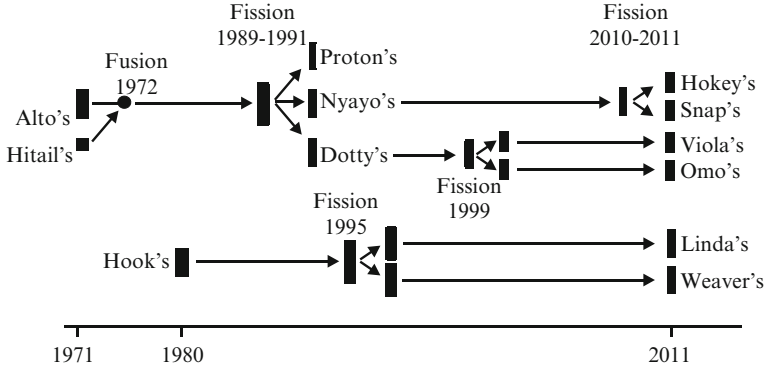 Fission
1989-1991
Fission
2010-2011
Fusion
1972
Proton's
Alto's
Nyayo's
Hokey's
Snap's
Hitail's
Dotty's
Viola's
Omo's
Fission
1999
Fission
1995
Hook's
Linda's
Weaver's
1971
1980
2011